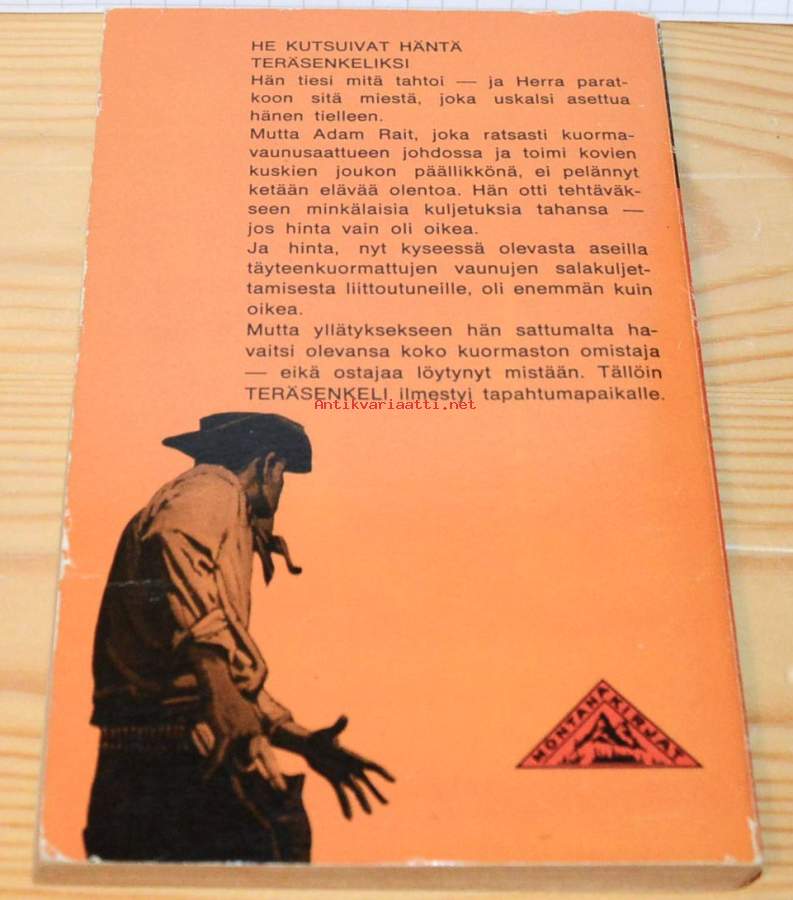 HE KUTSUIVAT HÄNTÄ
TERÄSENKELIKSI
Hän tiesi mitä tahtoi — ja Herra parat-
koon sitä miestä, joka uskalsi asettua
hänen tielleen.
Mutta Adam Rait, joka ratsasti kuorma-
vaunusaattueen johdossa ja toimi kovien
kuskien joukon päällikkönä, ei pelännyt
ketään elävää olentoa. Hän otti tehtäväk-
seen minkälaisia kuljetuksia tahansa —
jos hinta vain oli oikea.
Ja hinta, nyt kyseessä olevasta aseilla
täyteenkuormattujen vaunujen salakuljet-
tamisesta liittoutuneille, oli enemmän kuin
oikea.
Mutta yllätyksekseen hän sattumalta ha-
vaitsi olevansa koko kuormaston omistaja
— eikä ostajaa löytynyt mistään. Tällöin
TERÄSENKELI ilmestyi tapahtumapaikalle.
Antikvariaatti.net
MONTANA KIRJAT